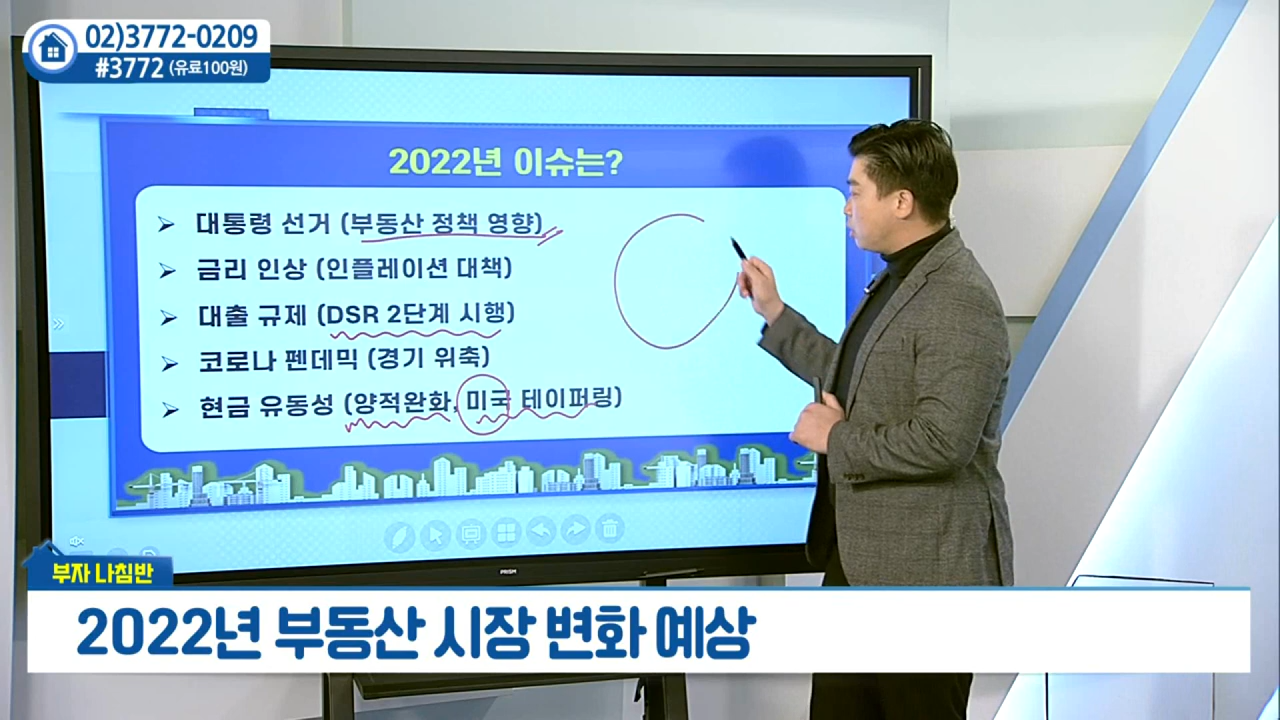 02)3772-0209
#3772 (유료100원)
2022년 이슈는?
➢ 대통령 선거 (부동산 정책 영향)
➢ 금리 인상 (인플레이션 대책)
➢ 대출 규제 (DSR 2단계 시행)
➢ 코로나 펜데믹 (경기 위축)
➢ 현금 유동성 (양적완화, 미국 테이퍼링)
PRISM
부자 나침반
2022년 부동산 시장 변화 예상